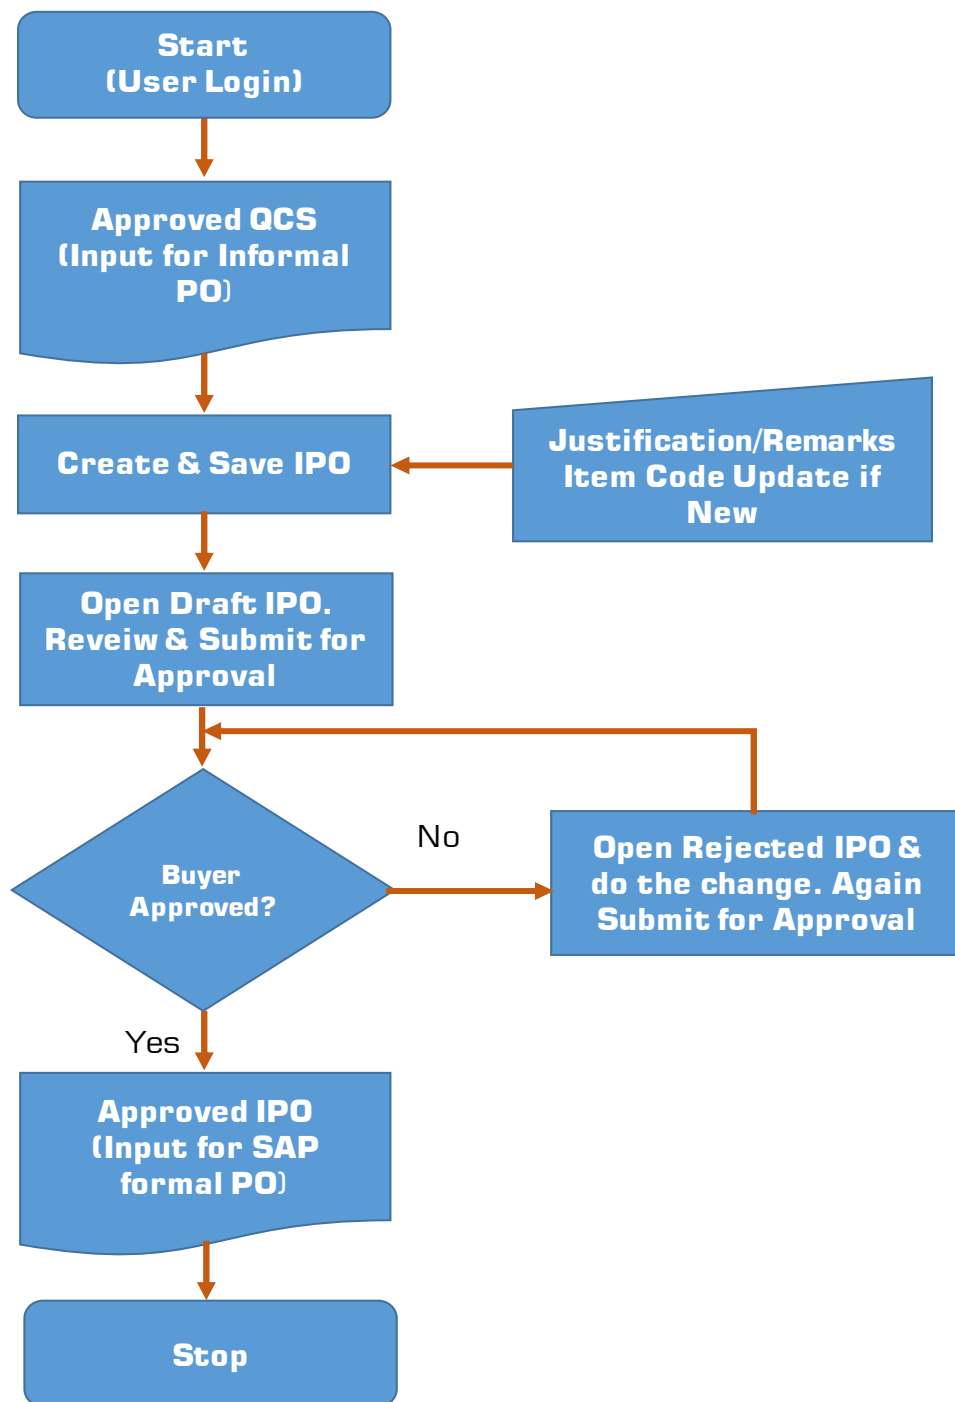 Start
(User Login)
Approved QCS
(Input for Informal
PO)
Create & Save IPO
Justification/Remarks
Item Code Update if
New
Open Draft IPO.
Reveiw & Submit for
Approval
Buyer
Approved?
No
Open Rejected IPO &
do the change. Again
Submit for Approval
Yes
Approved IPO
(Input for SAP
formal PO)
Stop